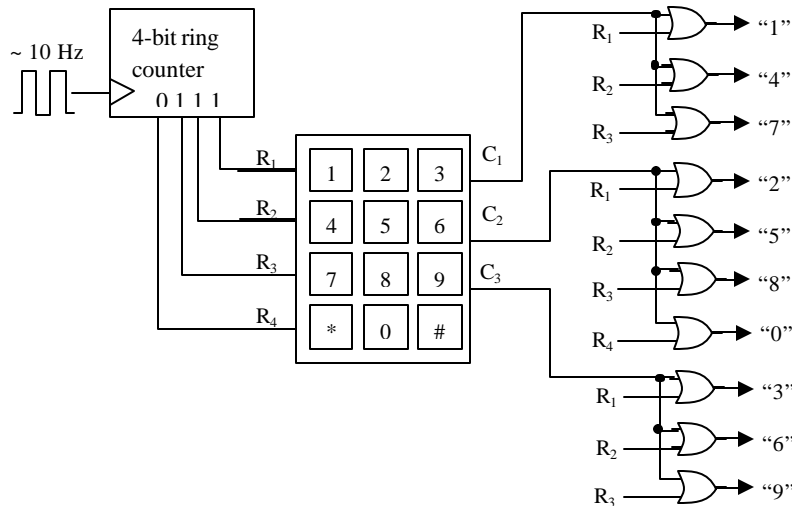 ~ 10 Hz
4-bit ring
counter
0 1 1 1
R1
R2
R3
R4
1 2 3
4 5 6
7 8 9
* 0 #
C1
C2
C3
R1 “1”
R2 “4”
R3 “7”
R1 “2”
R2 “5”
R3 “8”
R4 “0”
R1 “3”
R2 “6”
R3 “9”